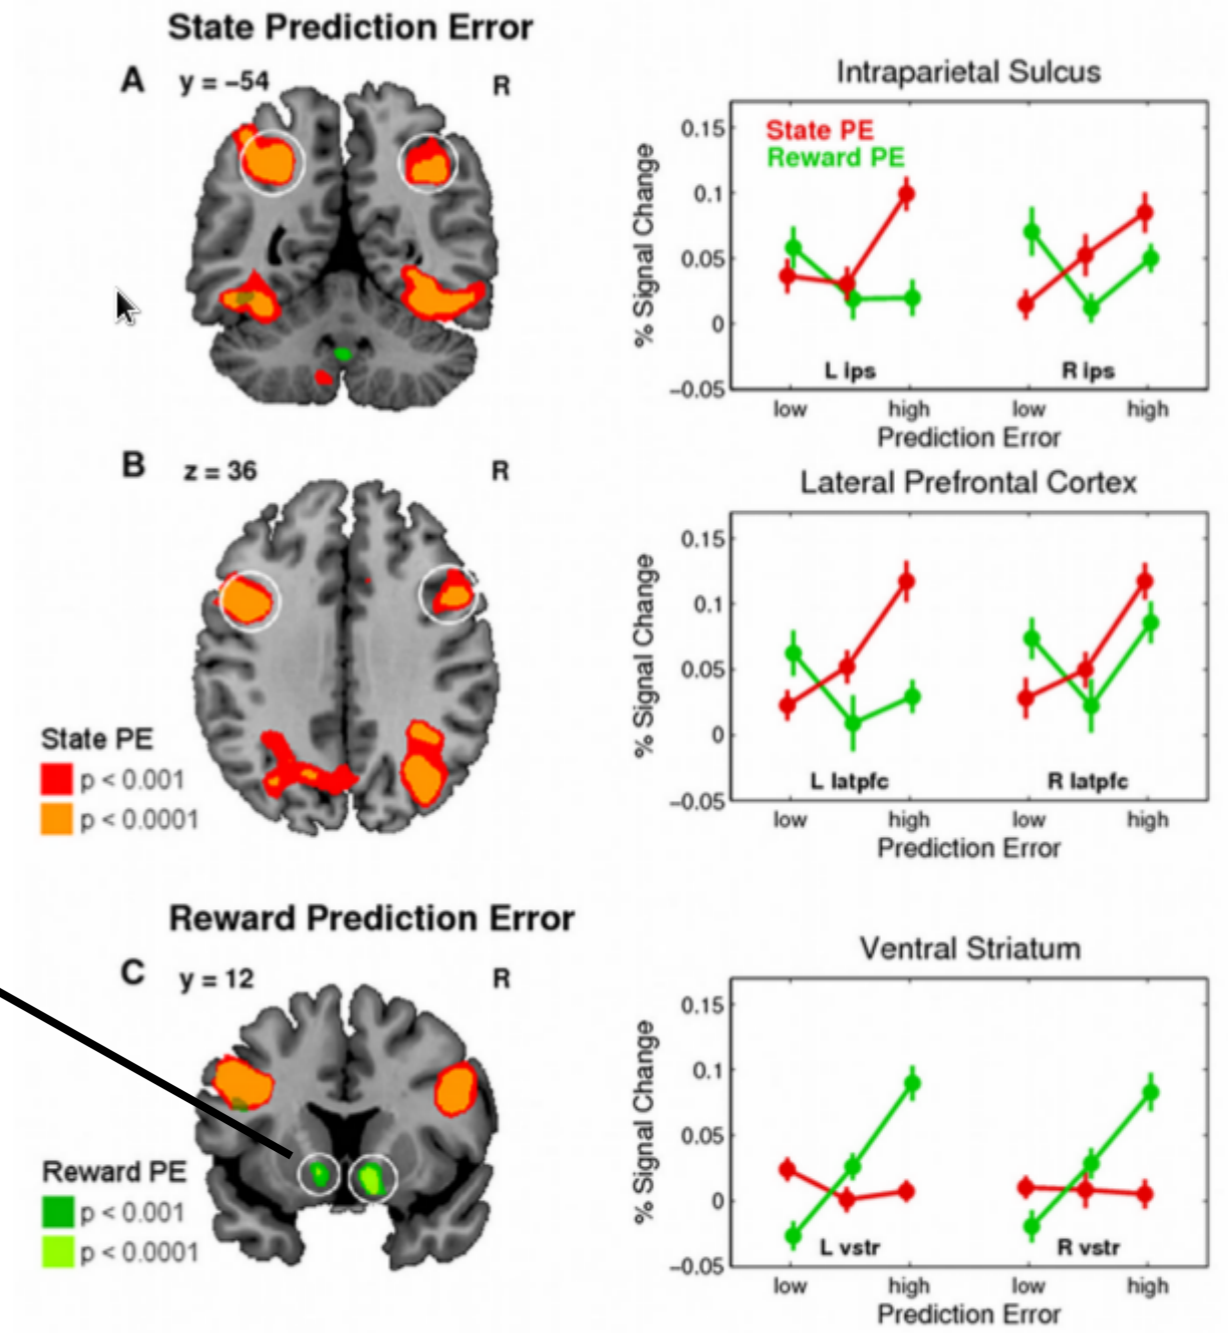 State Prediction Error
A
y = −54
R
Intraparietal Sulcus
State PE
Reward PE
% Signal Change
0.15
0.1
0.05
0
−0.05
L ips
R ips
low
high
low
high
Prediction Error
B
z = 36
R
Lateral Prefrontal Cortex
% Signal Change
0.15
0.1
0.05
0
−0.05
L latpfc
R latpfc
low
high
low
high
Prediction Error
State PE
p < 0.001
p < 0.0001
Reward Prediction Error
C
y = 12
R
Ventral Striatum
% Signal Change
0.15
0.1
0.05
0
−0.05
L vstr
R vstr
low
high
low
high
Prediction Error
Reward PE
p < 0.001
p < 0.0001